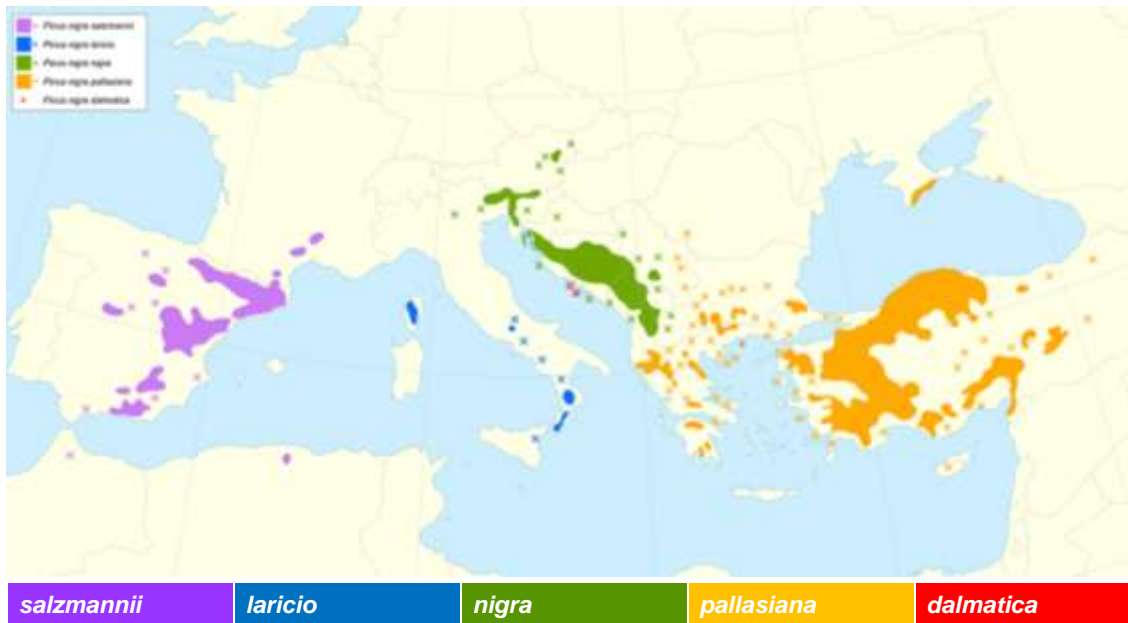 Pinus nigra salzmannii
Pinus nigra laricio
Pinus nigra nigra
Pinus nigra pallasiana
Pinus nigra dalmatica
salzmannii laricio nigra pallasiana dalmatica